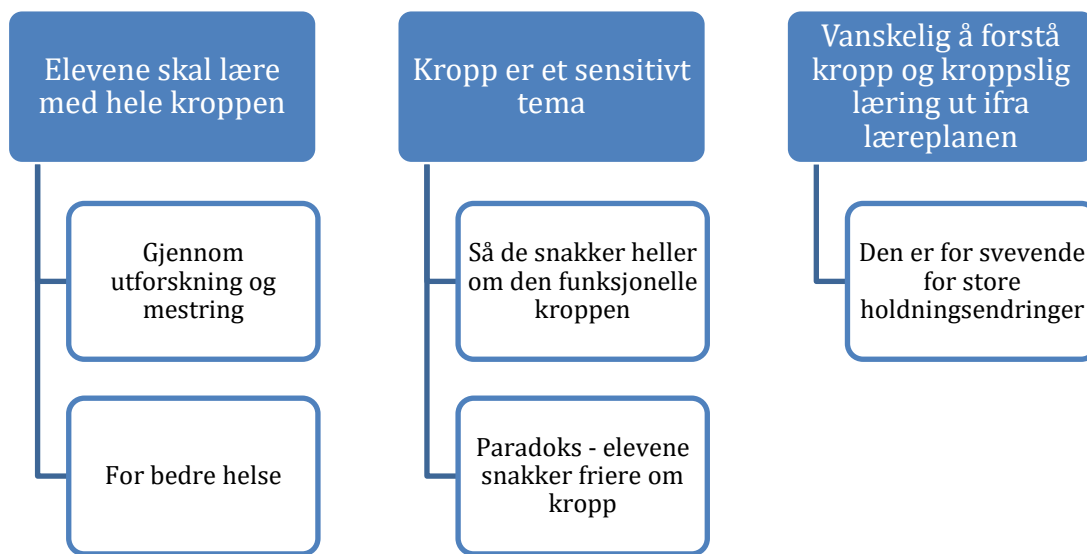 Elevene skal lære
med hele kroppen
Gjennom
utforskning og
mestring
For bedre helse
Kropp er et sensitivt
tema
Så de snakker heller
om den funksjonelle
kroppen
Paradoks - elevene
snakker friere om
kropp
Vanskelig å forstå
kropp og kroppslig
læring ut ifra
læreplanen
Den er for svevende
for store
holdningsendringer